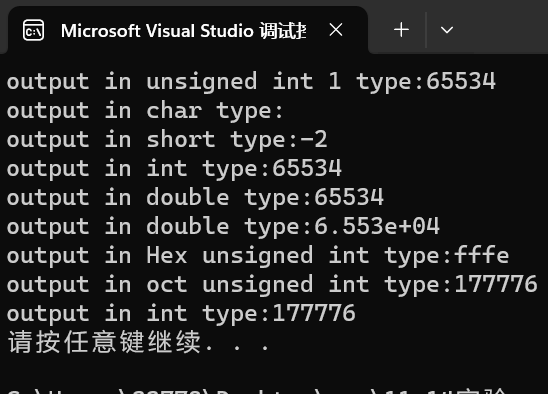 Microsoft Visual Studio 调试
output in unsigned int 1 type:65534
output in char type:
output in short type:-2
output in int type:65534
output in double type:65534
output in double type:6.553e+04
output in Hex unsigned int type:fffe
output in oct unsigned int type:177776
output in int type:177776
请按任意键继续. . .